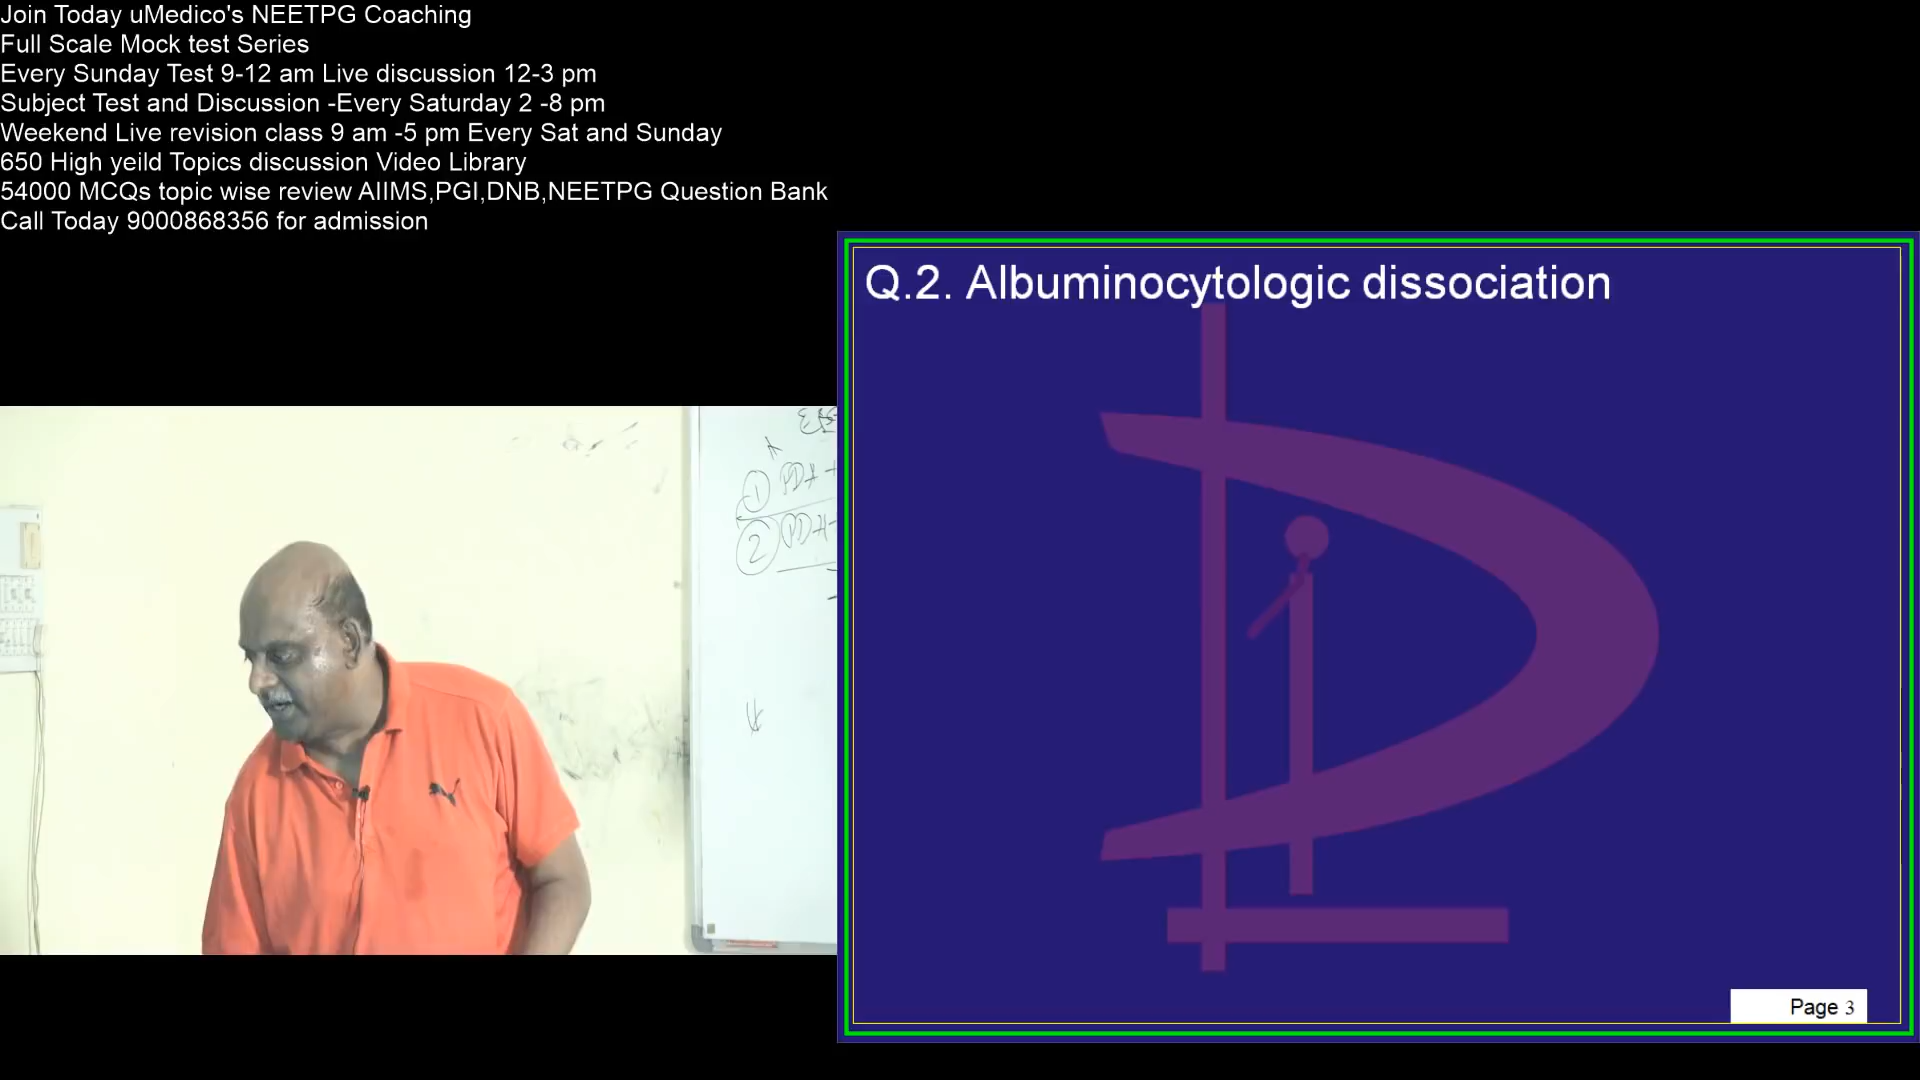 Join Today uMedico's NEETPG Coaching
Full Scale Mock test Series
Every Sunday Test 9-12 am Live discussion 12-3 pm
Subject Test and Discussion -Every Saturday 2 -8 pm
Weekend Live revision class 9 am -5 pm Every Sat and Sunday
650 High yeild Topics discussion Video Library
54000 MCQs topic wise review AIIMS,PGI,DNB,NEETPG Question Bank
Call Today 9000868356 for admission
Q.2. Albuminocytologic dissociation
1
2
Page 3